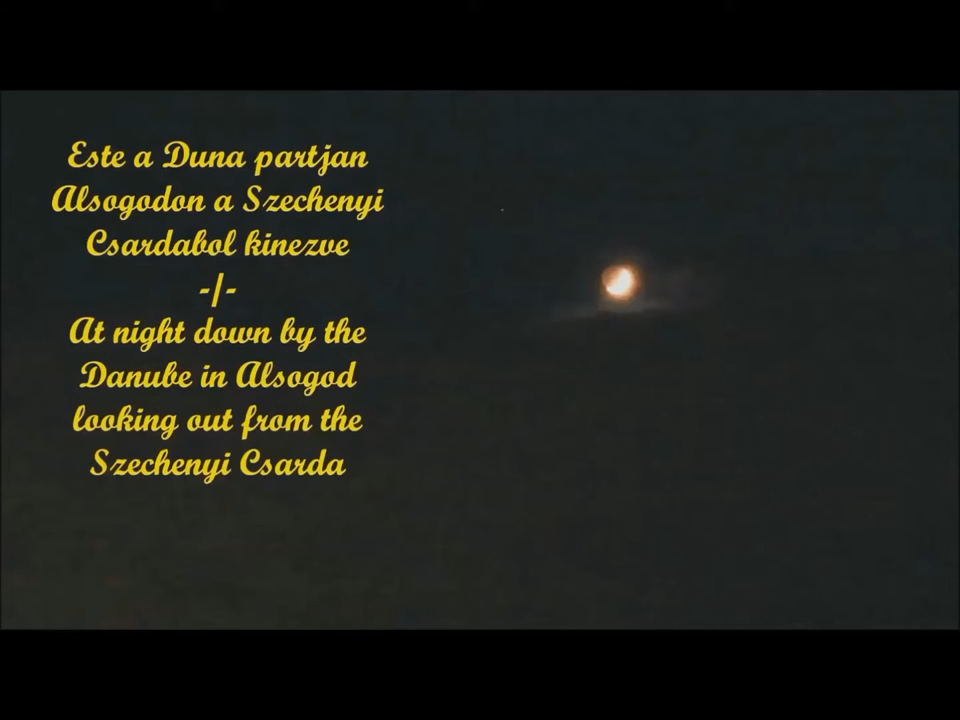 Este a Duna partjan
Alsogodon a Szechenyi
Csardabol kinezve
-/-
At night down by the
Danube in Alsogod
looking out from the
Szechenyi Csarda